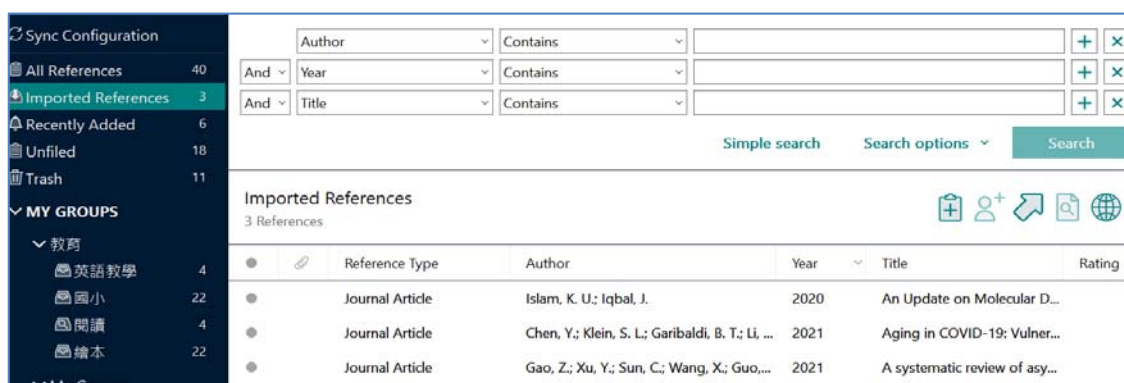 Sync Configuration
All References 40
Imported References 3
Recently Added 6
Unfiled 18
Trash 11
MY GROUPS
教育
英語教學 4
國小 22
閱讀 4
繪本 22
Author Contains
And Year Contains
And Title Contains
Simple search Search options Search
Imported References
3 References
Reference Type Author Year Title Rating
Journal Article Islam, K. U.; Iqbal, J. 2020 An Update on Molecular D...
Journal Article Chen, Y.; Klein, S. L.; Garibaldi, B. T.; Li, ... 2021 Aging in COVID-19: Vulner...
Journal Article Gao, Z.; Xu, Y.; Sun, C.; Wang, X.; Guo,... 2021 A systematic review of asy...